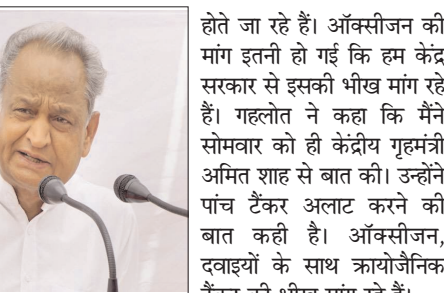 होते जा रहे हैं। ऑक्सीजन की
मांग इतनी हो गई कि हम केंद्र
सरकार से इसकी भीख मांग रहे
हैं। गहलोत ने कहा कि मैंने
सोमवार को ही केंद्रीय गृहमंत्री
अमित शाह से बात की। उन्होंने
पांच टैंकर अलाट करने की
बात कही है। ऑक्सीजन,
दवाइयों के साथ क्रायोजैनिक
की भीख मांग रहे हैं।